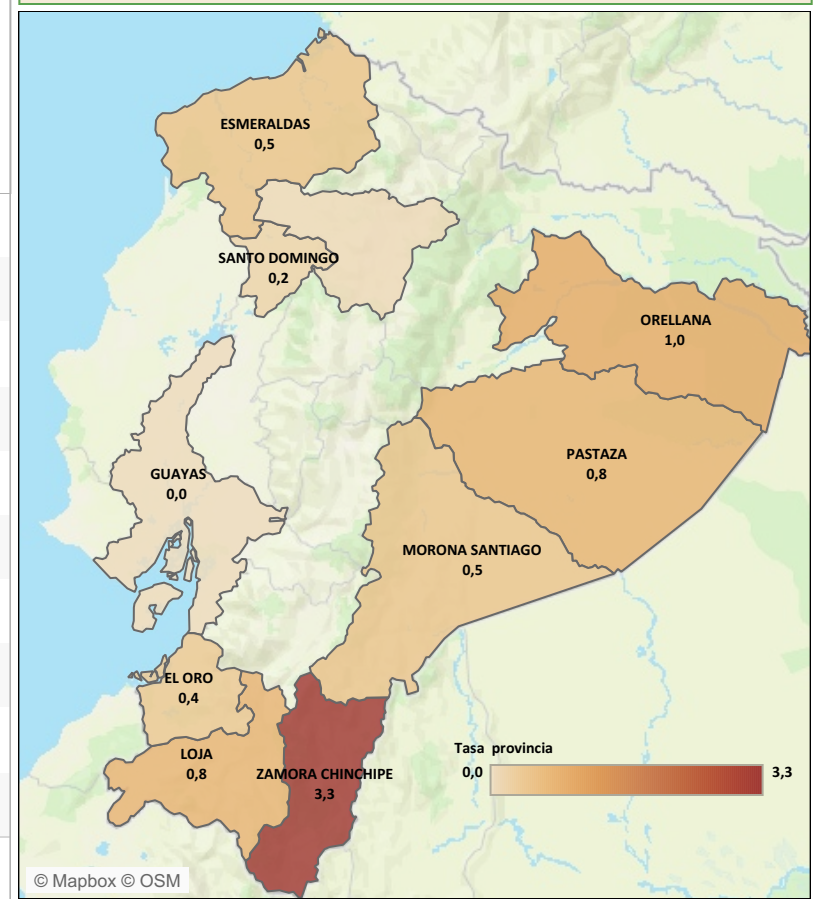 ESMERALDAS
0,5
SANTO DOMINGO
0,2
ORELLANA
1,0
PASTAZA
0,8
GUAYAS
0,0
MORONA SANTIAGO
0,5
EL ORO
0,4
LOJA
0,8
ZAMORA CHINCHIPE
3,3
Tasa provincia
0,0
3,3
© Mapbox © OSM